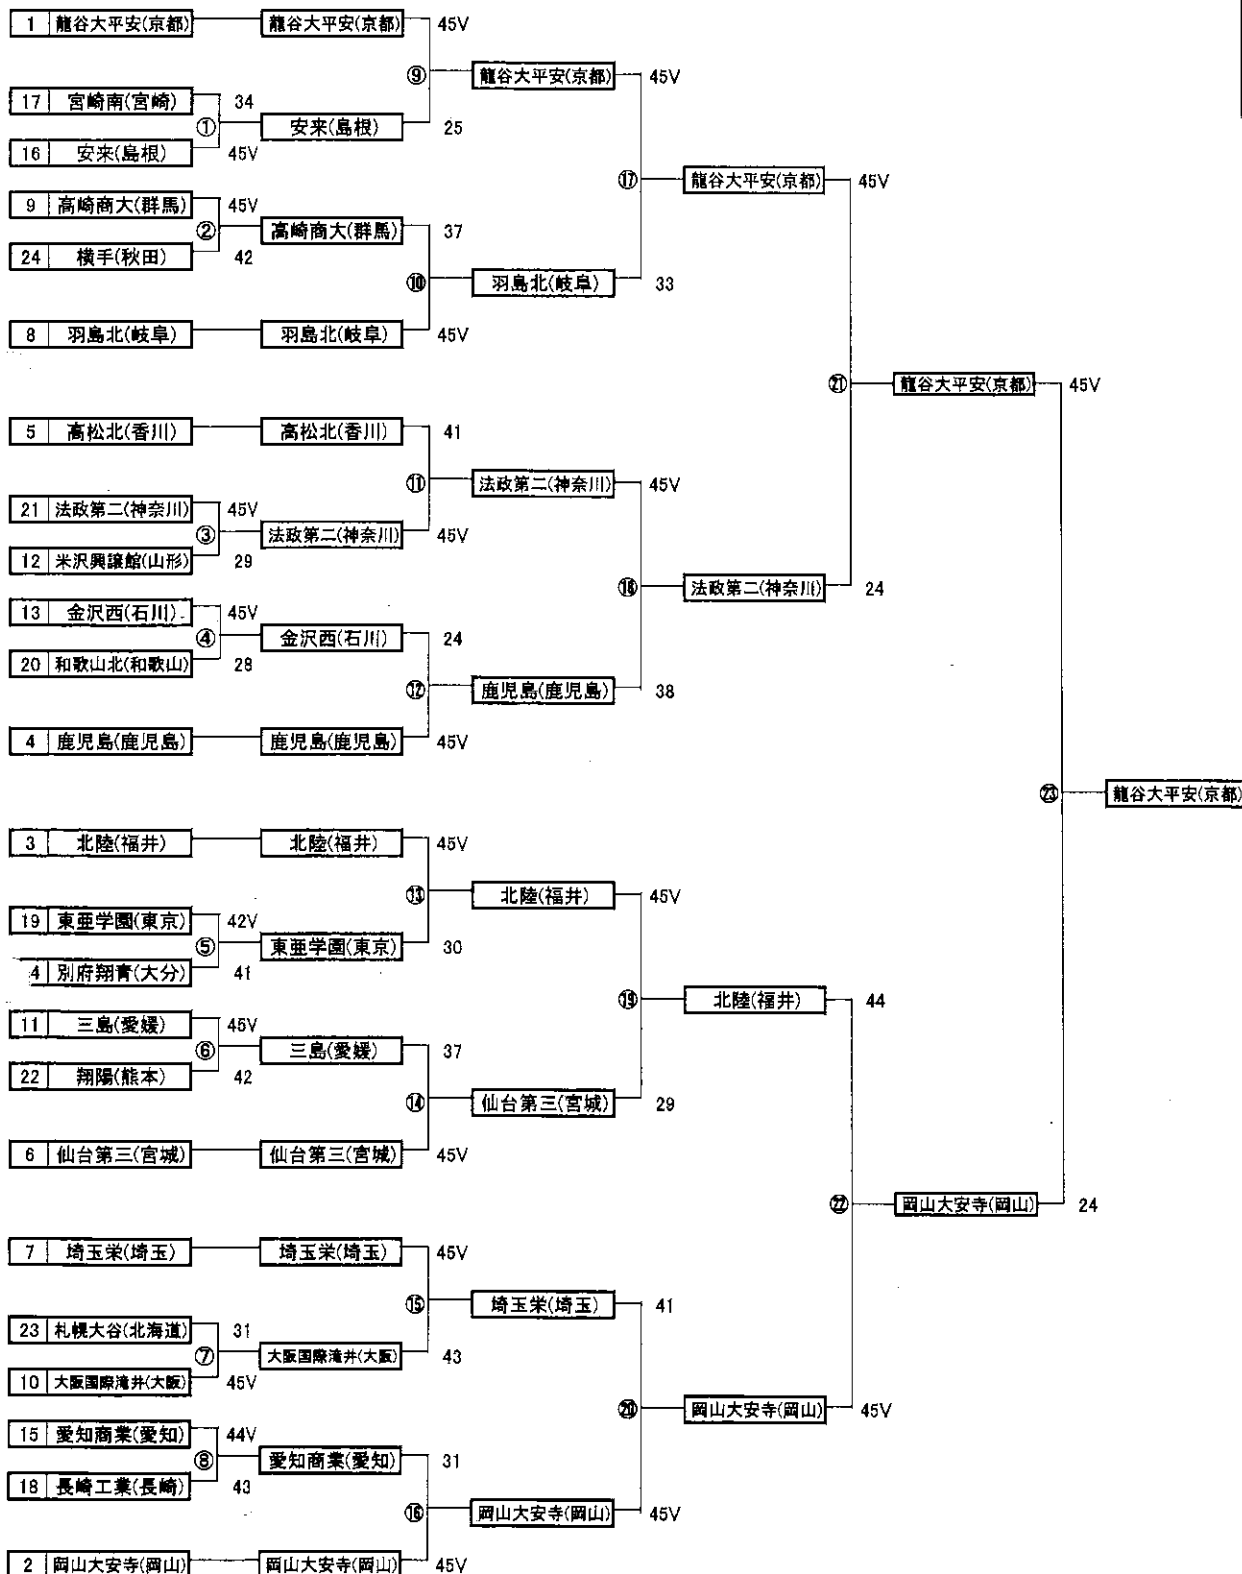 1 龍谷大平安(京都) 龍谷大平安(京都) 45V
⑨ 龍谷大平安(京都) 45V
17 宮崎南(宮崎) 34
① 安来(島根) 25
16 安来(島根) 45V
⑰ 龍谷大平安(京都) 45V
9 高崎商大(群馬) 45V
② 高崎商大(群馬) 37
24 横手(秋田) 42
⑩ 羽島北(岐阜) 33
8 羽島北(岐阜) 羽島北(岐阜) 45V
㉑ 龍谷大平安(京都) 45V
5 高松北(香川) 高松北(香川) 41
⑪ 法政第二(神奈川) 45V
21 法政第二(神奈川) 45V
③ 法政第二(神奈川) 45V
12 米沢興譲館(山形) 29
⑱ 法政第二(神奈川) 24
13 金沢西(石川) 45V
④ 金沢西(石川) 24
20 和歌山北(和歌山) 28
⑫ 鹿児島(鹿児島) 38
4 鹿児島(鹿児島) 鹿児島(鹿児島) 45V
㉓ 龍谷大平安(京都)
3 北陸(福井) 北陸(福井) 45V
⑬ 北陸(福井) 45V
19 東亜学園(東京) 42V
⑤ 東亜学園(東京) 30
4 別府翔青(大分) 41
⑲ 北陸(福井) 44
11 三島(愛媛) 45V
⑥ 三島(愛媛) 37
22 翔陽(熊本) 42
⑭ 仙台第三(宮城) 29
6 仙台第三(宮城) 仙台第三(宮城) 45V
㉒ 岡山大安寺(岡山) 24
7 埼玉栄(埼玉) 埼玉栄(埼玉) 45V
⑮ 埼玉栄(埼玉) 41
23 札幌大谷(北海道) 31
⑦ 大阪国際滝井(大阪) 43
10 大阪国際滝井(大阪) 45V
⑳ 岡山大安寺(岡山) 45V
15 愛知商業(愛知) 44V
⑧ 愛知商業(愛知) 31
18 長崎工業(長崎) 43
⑯ 岡山大安寺(岡山) 45V
2 岡山大安寺(岡山) 岡山大安寺(岡山) 45V